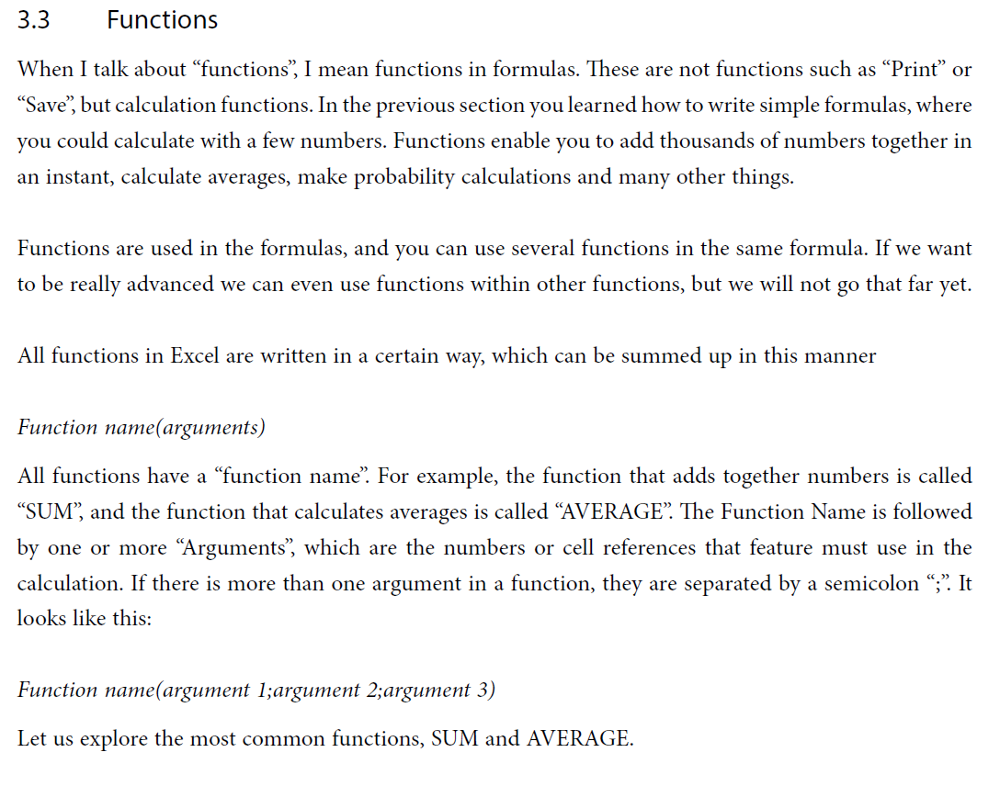 3.3 Functions
When I talk about “functions”, I mean functions in formulas. These are not functions such as “Print” or
“Save”, but calculation functions. In the previous section you learned how to write simple formulas, where
you could calculate with a few numbers. Functions enable you to add thousands of numbers together in
an instant, calculate averages, make probability calculations and many other things.
Functions are used in the formulas, and you can use several functions in the same formula. If we want
to be really advanced we can even use functions within other functions, but we will not go that far yet.
All functions in Excel are written in a certain way, which can be summed up in this manner
Function name(arguments)
All functions have a “function name”. For example, the function that adds together numbers is called
“SUM”, and the function that calculates averages is called “AVERAGE”. The Function Name is followed
by one or more “Arguments”, which are the numbers or cell references that feature must use in the
calculation. If there is more than one argument in a function, they are separated by a semicolon “;”. It
looks like this:
Function name(argument 1;argument 2;argument 3)
Let us explore the most common functions, SUM and AVERAGE.